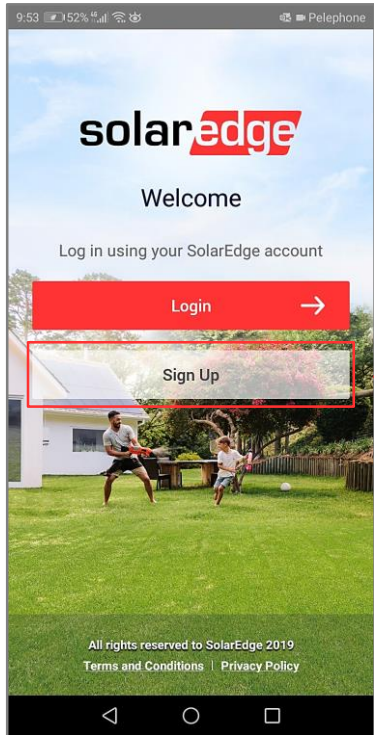 9:53 52% Pelephone
solaredge
Welcome
Log in using your SolarEdge account
Login
Sign Up
All rights reserved to SolarEdge 2019
Terms and Conditions | Privacy Policy